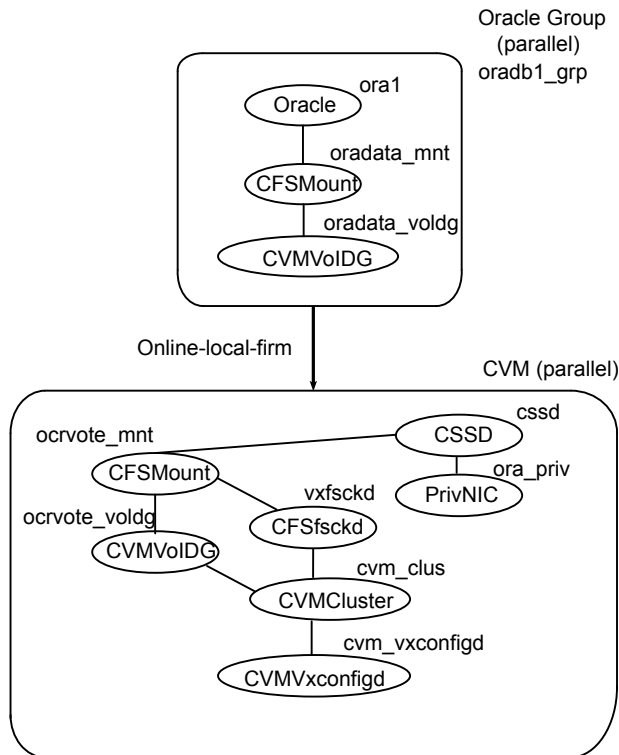 Oracle Group
(parallel)
oradb1_grp
ora1
Oracle
oradata_mnt
CFSMount
oradata_voldg
CVMVolDG
Online-local-firm
CVM (parallel)
cssd
CSSD
ocrvote_mnt
CFSMount
ora_priv
PrivNIC
vxfsckd
ocrvote_voldg
CFSfsckd
CVMVolDG
cvm_clus
CVMCluster
cvm_vxconfigd
CVMVxconfigd